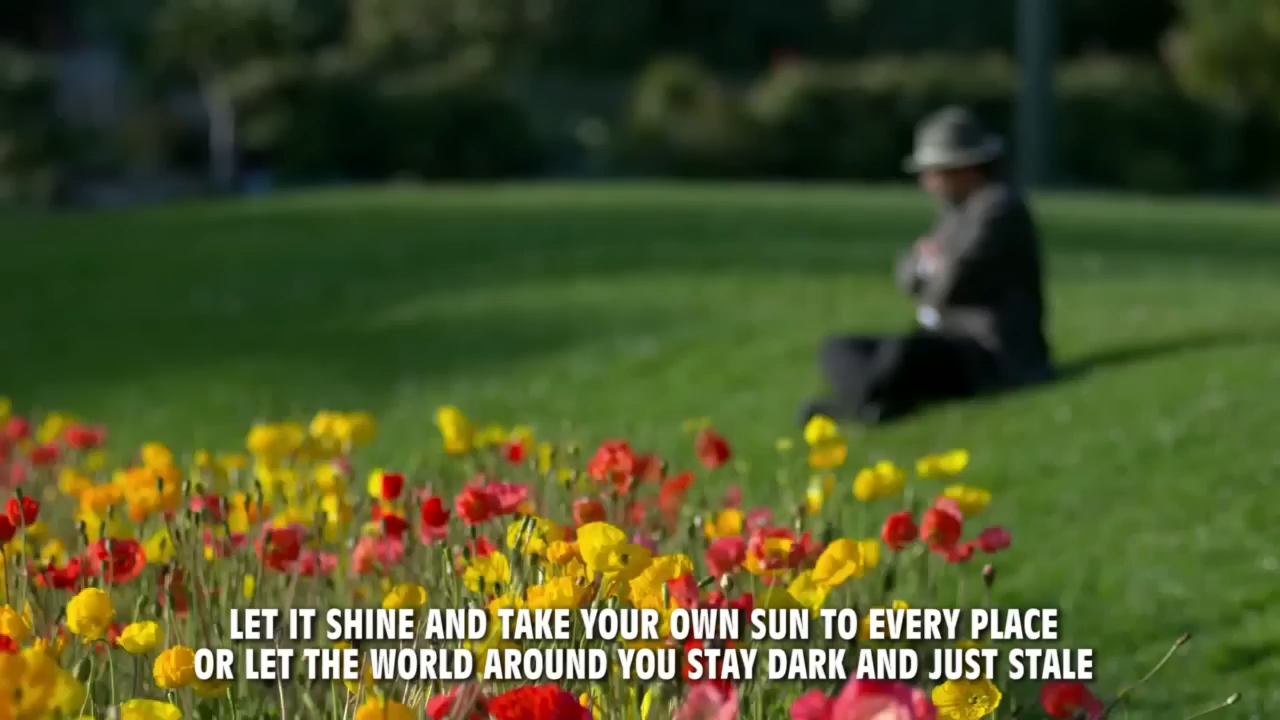 LET IT SHINE AND TAKE YOUR OWN SUN TO EVERY PLACE
OR LET THE WORLD AROUND YOU STAY DARK AND JUST STALE